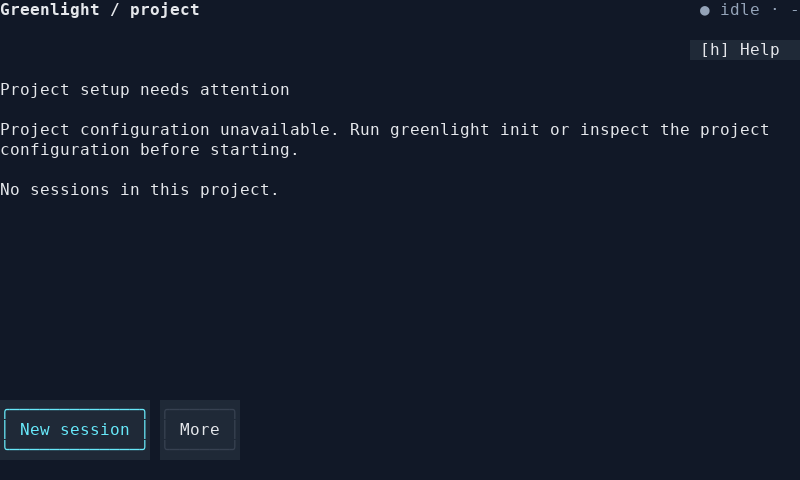 Greenlight / project ● idle · -
[h] Help
Project setup needs attention
Project configuration unavailable. Run greenlight init or inspect the project
configuration before starting.
No sessions in this project.
New session More